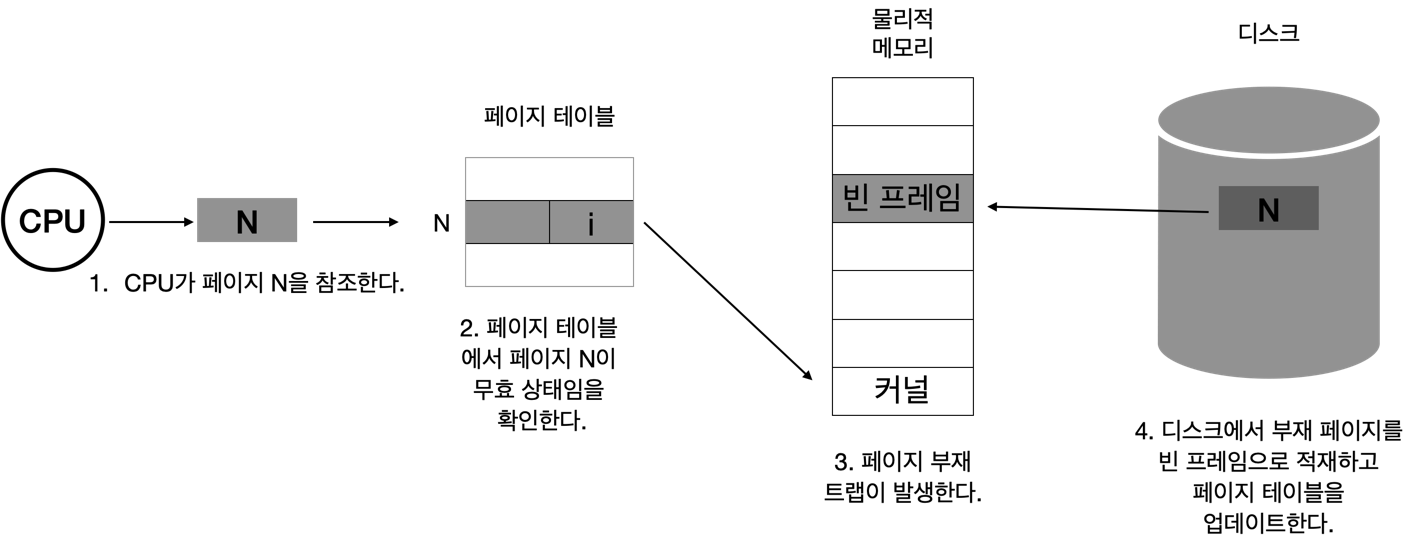 물리적
메모리
디스크
페이지 테이블
빈 프레임
CPU
N
N
i
N
1. CPU가 페이지 N을 참조한다.
2. 페이지 테이블
에서 페이지 N이
무효 상태임을
확인한다.
커널
3. 페이지 부재
트랩이 발생한다.
4. 디스크에서 부재 페이지를
빈 프레임으로 적재하고
페이지 테이블을
업데이트한다.